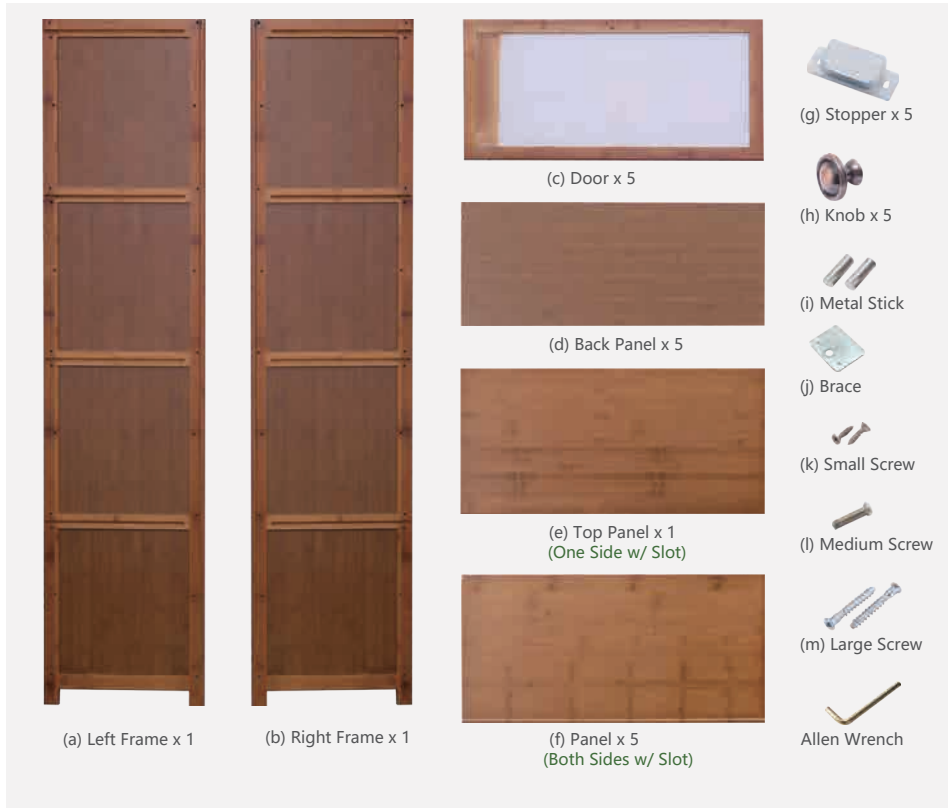 (a) Left Frame x 1
(b) Right Frame x 1
(c) Door x 5
(d) Back Panel x 5
(e) Top Panel x 1
(One Side w/ Slot)
(f) Panel x 5
(Both Sides w/ Slot)
(g) Stopper x 5
(h) Knob x 5
(i) Metal Stick
(j) Brace
(k) Small Screw
(l) Medium Screw
(m) Large Screw
Allen Wrench